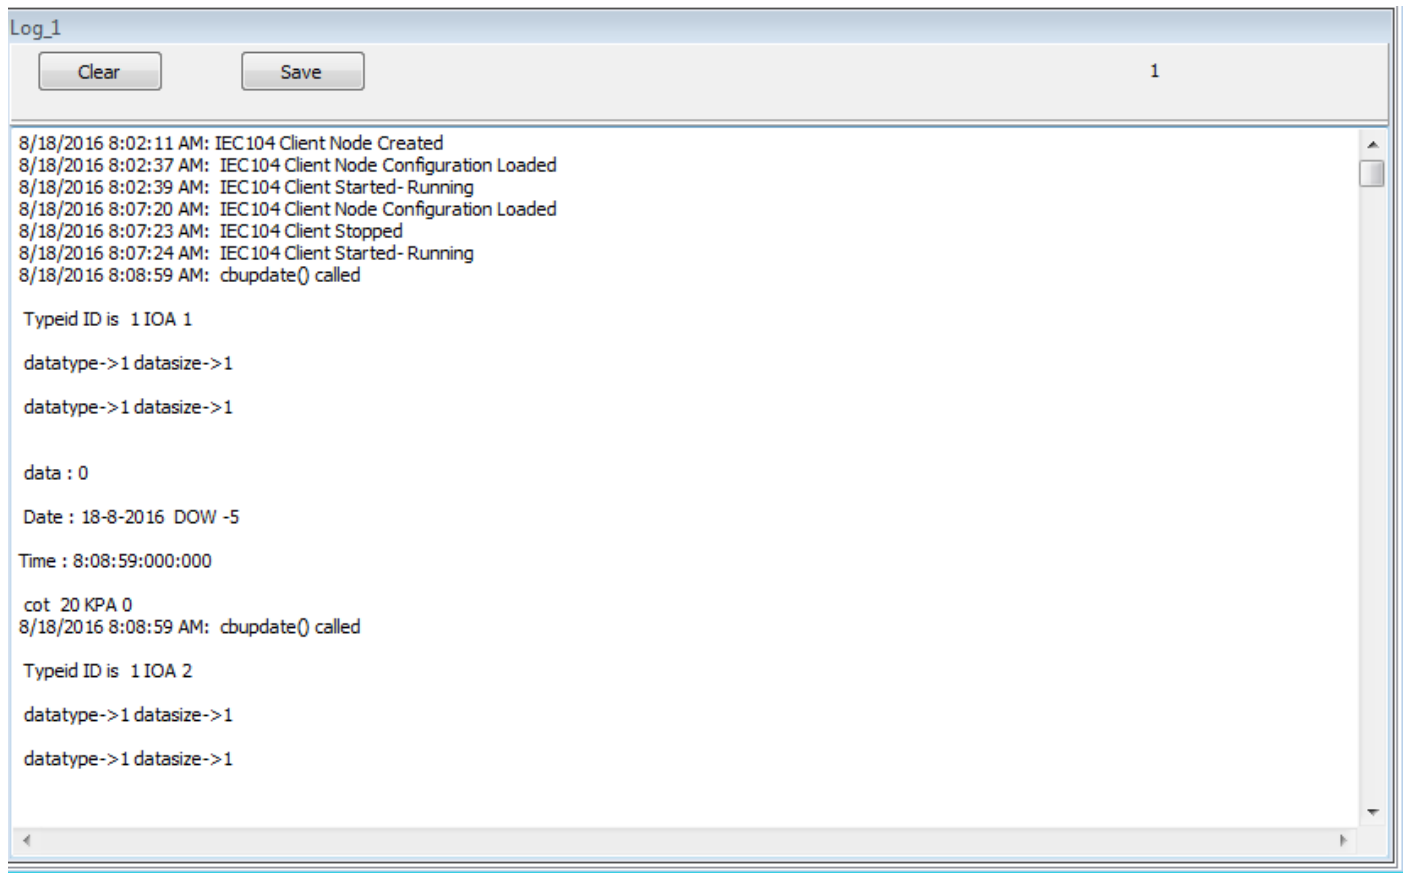 Log_1
Clear Save 1
8/18/2016 8:02:11 AM: IEC104 Client Node Created
8/18/2016 8:02:37 AM:  IEC104 Client Node Configuration Loaded
8/18/2016 8:02:39 AM:  IEC104 Client Started- Running
8/18/2016 8:07:20 AM:  IEC104 Client Node Configuration Loaded
8/18/2016 8:07:23 AM:  IEC104 Client Stopped
8/18/2016 8:07:24 AM:  IEC104 Client Started- Running
8/18/2016 8:08:59 AM:  cbupdate() called
Typeid ID is  1 IOA 1
datatype->1 datasize->1
datatype->1 datasize->1
data : 0
Date : 18-8-2016  DOW -5
Time : 8:08:59:000:000
cot  20 KPA 0
8/18/2016 8:08:59 AM:  cbupdate() called
Typeid ID is  1 IOA 2
datatype->1 datasize->1
datatype->1 datasize->1